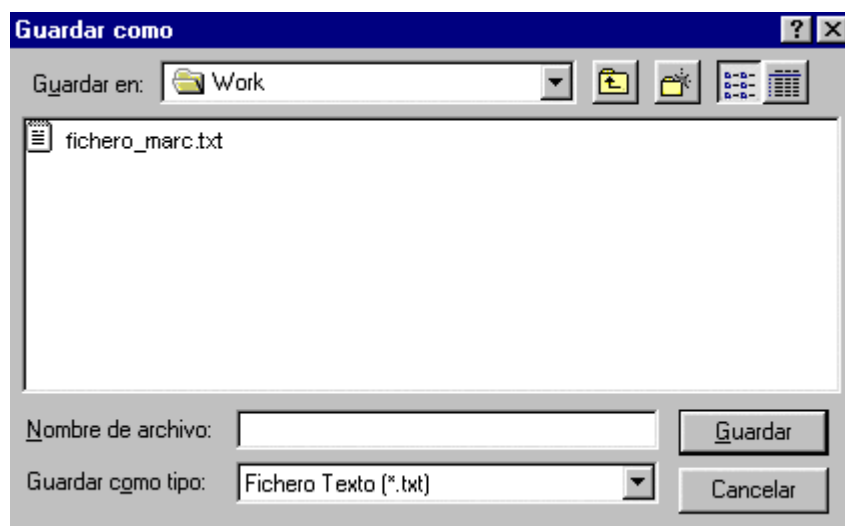 Guardar como
Guardar en: Work
fichero_marc.txt
Nombre de archivo: Guardar
Guardar como tipo: Fichero Texto (*.txt) Cancelar